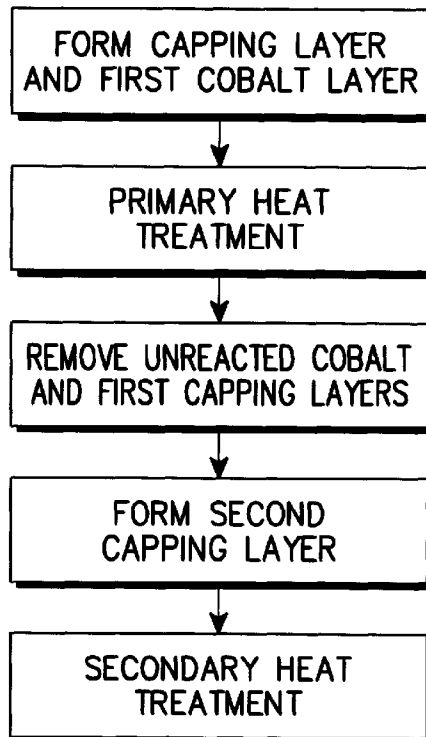 FORM CAPPING LAYER
AND FIRST COBALT LAYER
PRIMARY HEAT
TREATMENT
REMOVE UNREACTED COBALT
AND FIRST CAPPING LAYERS
FORM SECOND
CAPPING LAYER
SECONDARY HEAT
TREATMENT